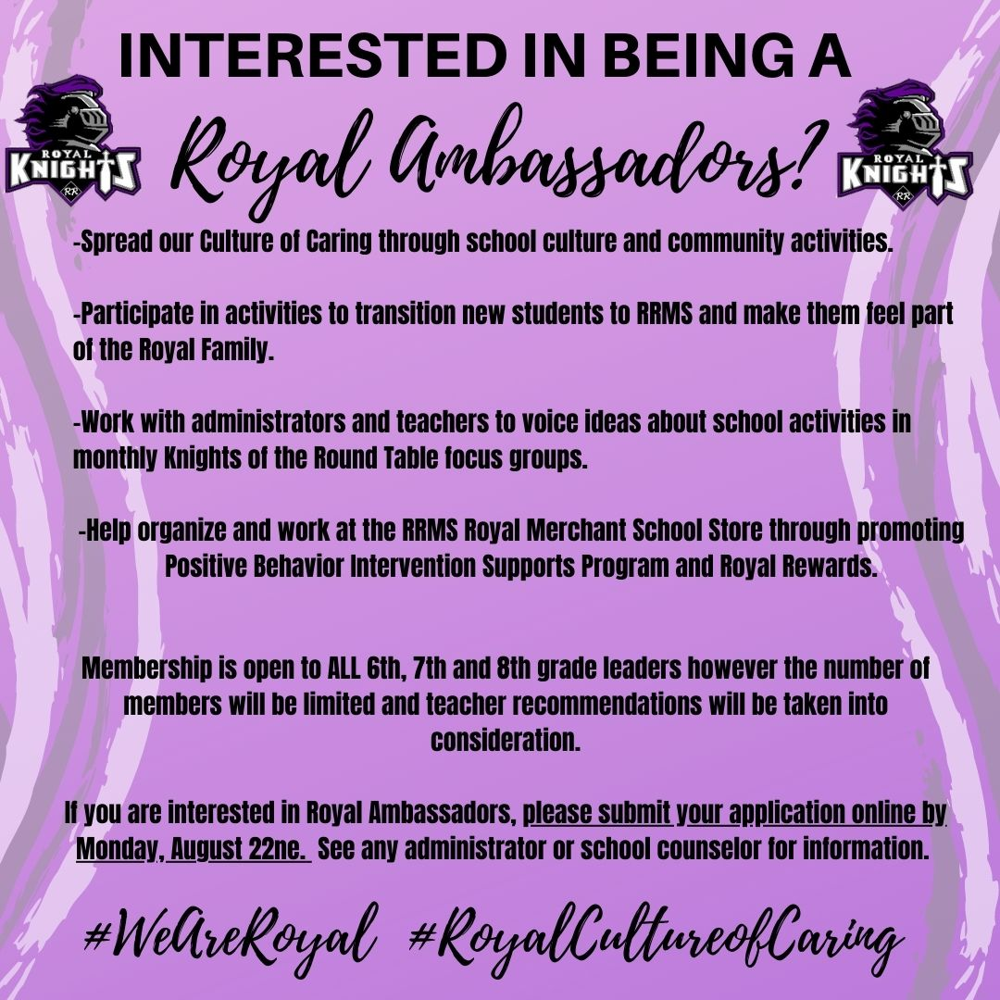 INTERESTED IN BEING A
Royal Ambassadors?
ROYAL
KNIGHTS
RR
ROYAL
KNIGHTS
RR
-Spread our Culture of Caring through school culture and community activities.
-Participate in activities to transition new students to RRMS and make them feel part
of the Royal Family.
-Work with administrators and teachers to voice ideas about school activities in
monthly Knights of the Round Table focus groups.
-Help organize and work at the RRMS Royal Merchant School Store through promoting
Positive Behavior Intervention Supports Program and Royal Rewards.
Membership is open to ALL 6th, 7th and 8th grade leaders however the number of
members will be limited and teacher recommendations will be taken into
consideration.
If you are interested in Royal Ambassadors, please submit your application online by
Monday, August 22ne. See any administrator or school counselor for information.
#WeAreRoyal #RoyalCultureofCaring